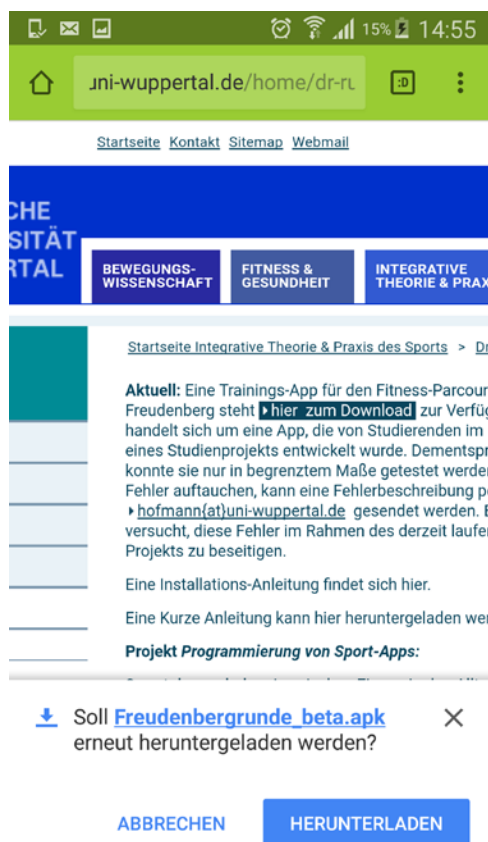 15% 14:55
uni-wuppertal.de/home/dr-ru :D
Startseite Kontakt Sitemap Webmail
CHE
SITÄT
RTAL
BEWEGUNGS-
WISSENSCHAFT
FITNESS &
GESUNDHEIT
INTEGRATIVE
THEORIE & PRAX
Startseite Integrative Theorie & Praxis des Sports > Dr
Aktuell: Eine Trainings-App für den Fitness-Parcour
Freudenberg steht hier zum Download zur Verfüg
handelt sich um eine App, die von Studierenden im
eines Studienprojekts entwickelt wurde. Dementspr
konnte sie nur in begrenztem Maße getestet werde
Fehler auftauchen, kann eine Fehlerbeschreibung p
hofmann{at}uni-wuppertal.de gesendet werden. E
versucht, diese Fehler im Rahmen des derzeit laufe
Projekts zu beseitigen.
Eine Installations-Anleitung findet sich hier.
Eine Kurze Anleitung kann hier heruntergeladen wer
Projekt Programmierung von Sport-Apps:
Soll Freudenbergrunde_beta.apk
erneut heruntergeladen werden?
ABBRECHEN HERUNTERLADEN